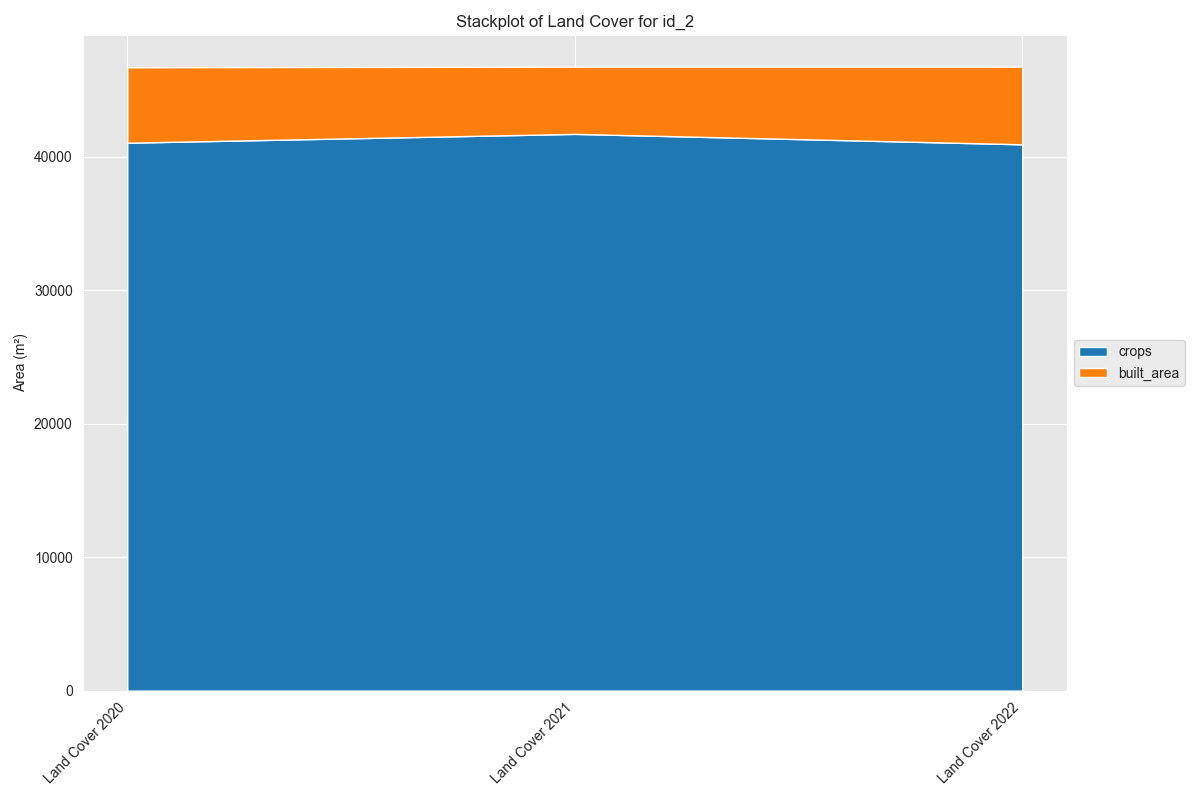 Stackplot of Land Cover for id_2
40000
30000
20000
10000
0
Area (m²)
crops
built_area
Land Cover 2020
Land Cover 2021
Land Cover 2022